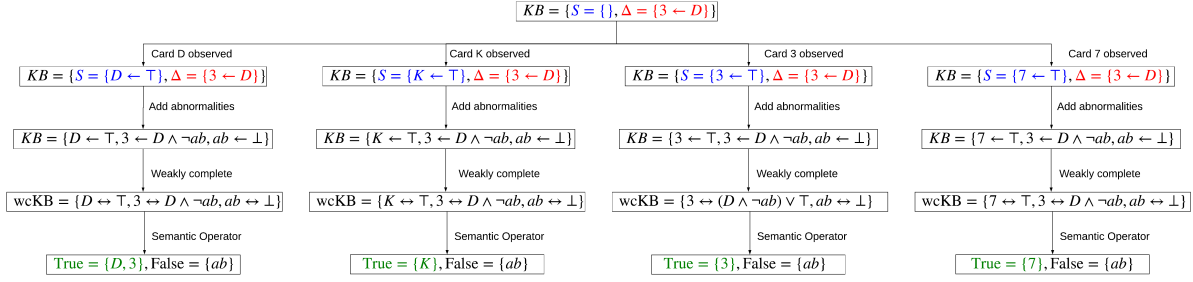 KB = {S = { }, Δ = {3 ← D}}
Card D observed
Card K observed
Card 3 observed
Card 7 observed
KB = {S = {D ← ⊤}, Δ = {3 ← D}}
KB = {S = {K ← ⊤}, Δ = {3 ← D}}
KB = {S = {3 ← ⊤}, Δ = {3 ← D}}
KB = {S = {7 ← ⊤}, Δ = {3 ← D}}
Add abnormalities
Add abnormalities
Add abnormalities
Add abnormalities
KB = {D ← ⊤, 3 ← D ∧ ¬ab, ab ← ⊥}
KB = {K ← ⊤, 3 ← D ∧ ¬ab, ab ← ⊥}
KB = {3 ← ⊤, 3 ← D ∧ ¬ab, ab ← ⊥}
KB = {7 ← ⊤, 3 ← D ∧ ¬ab, ab ← ⊥}
Weakly complete
Weakly complete
Weakly complete
Weakly complete
wcKB = {D ↔ ⊤, 3 ↔ D ∧ ¬ab, ab ↔ ⊥}
wcKB = {K ↔ ⊤, 3 ↔ D ∧ ¬ab, ab ↔ ⊥}
wcKB = {3 ↔ (D ∧ ¬ab) ∨ ⊤, ab ↔ ⊥}
wcKB = {7 ↔ ⊤, 3 ↔ D ∧ ¬ab, ab ↔ ⊥}
Semantic Operator
Semantic Operator
Semantic Operator
Semantic Operator
True = {D, 3}, False = {ab}
True = {K}, False = {ab}
True = {3}, False = {ab}
True = {7}, False = {ab}